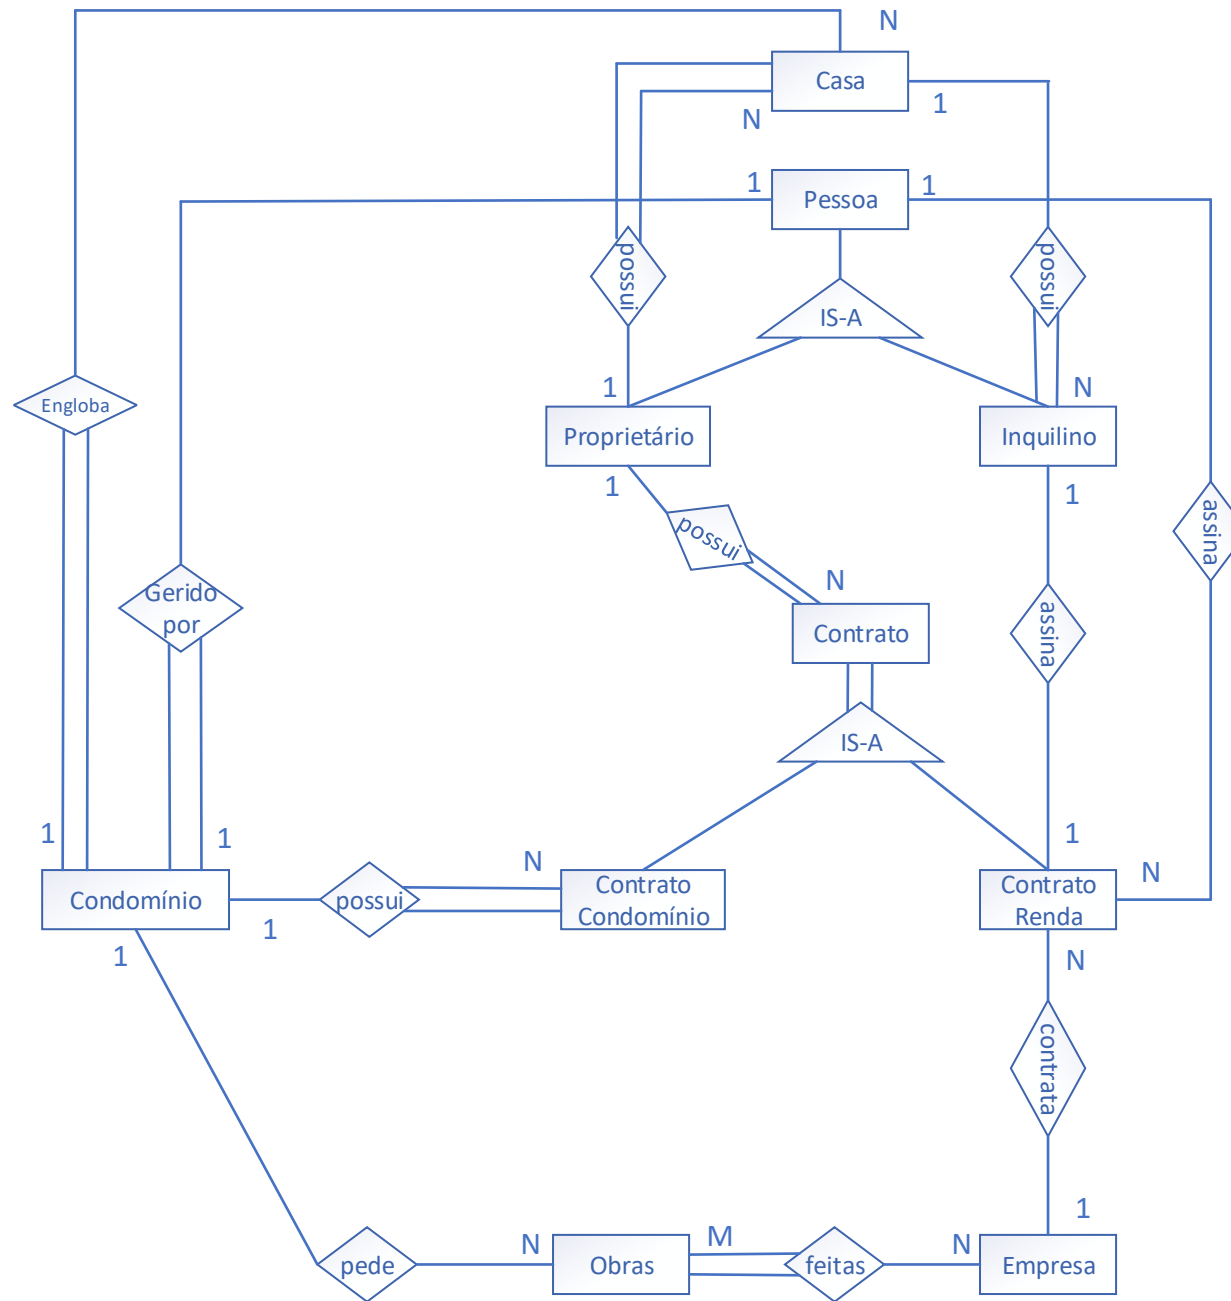 N
Casa
1
N
1
Pessoa
1
possui
possui
IS-A
Engloba
1
N
Proprietário
Inquilino
1
1
assina
possui
Gerido
por
N
Contrato
assina
IS-A
1
1
1
N
N
Condomínio
possui
Contrato
Condomínio
Contrato
Renda
1
1
N
contrata
1
N
M
N
pede
Obras
feitas
Empresa